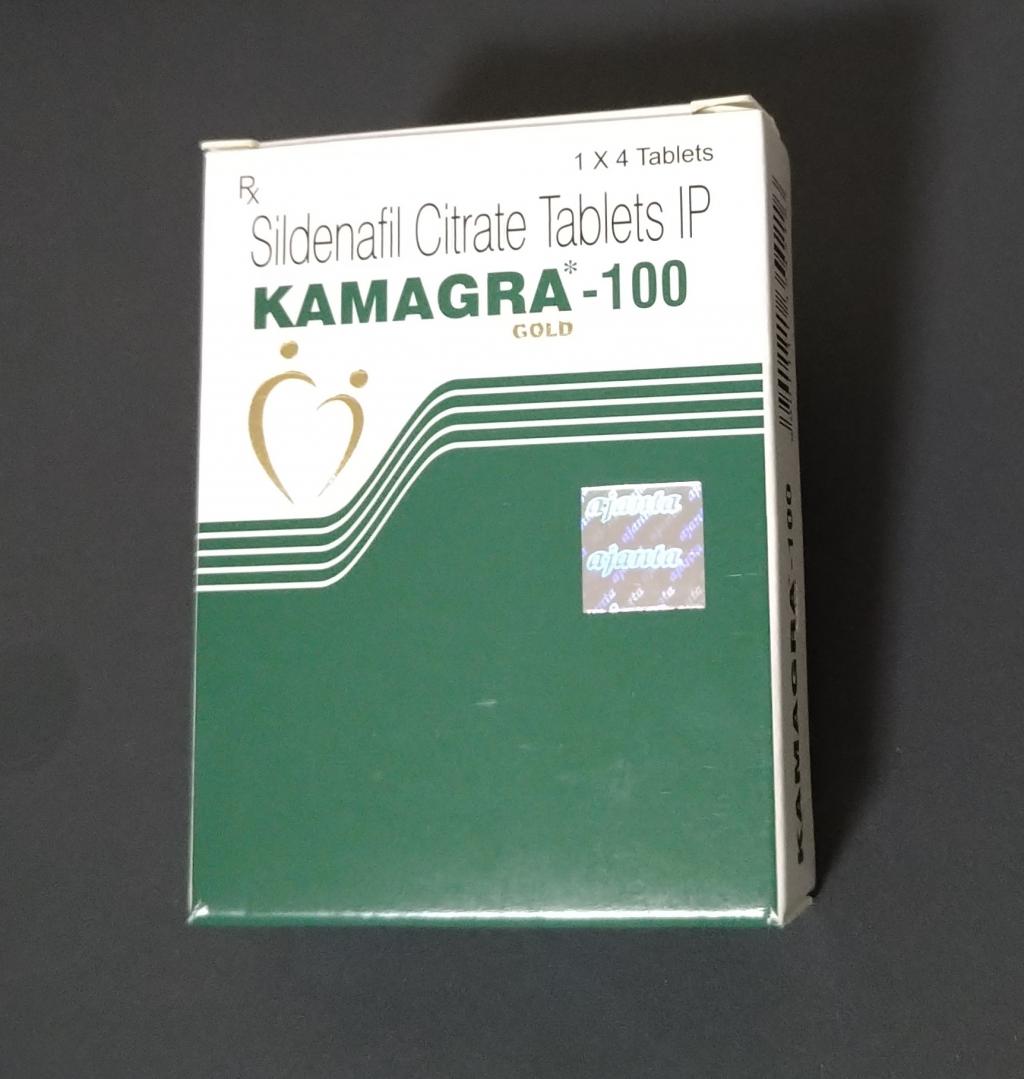 1 X 4 Tablets
Rx
Sildenafil Citrate Tablets IP
KAMAGRA*-100
GOLD
ajanta
ajanta
KAMAGRA-100